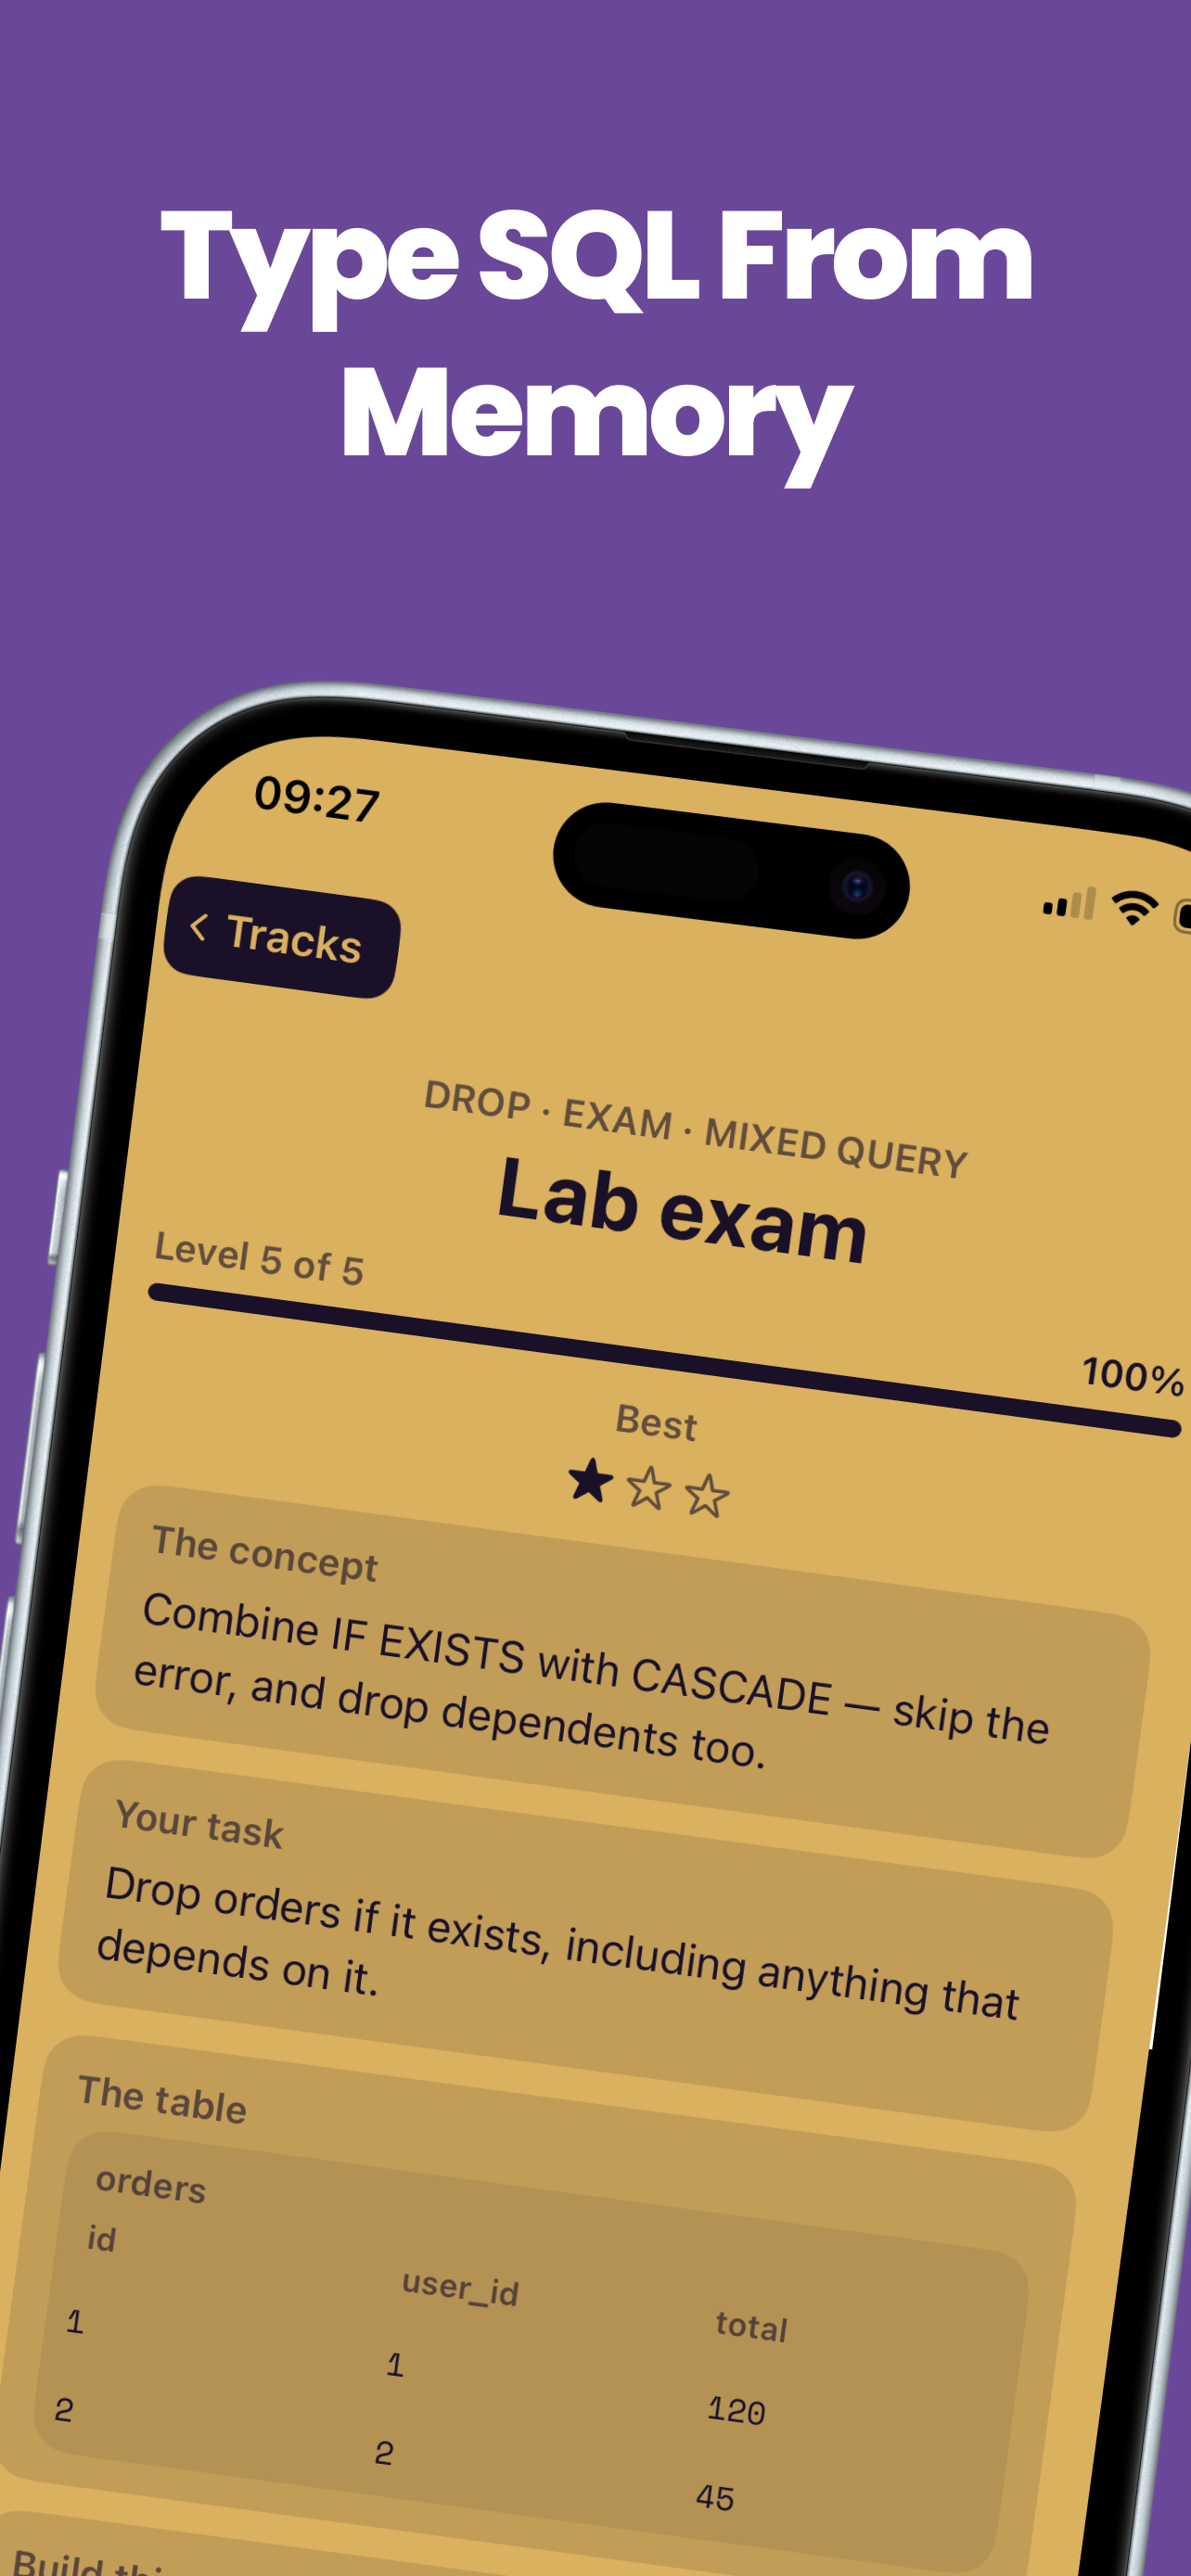 Type SQL From
Memory
09:27
Tracks
DROP · EXAM · MIXED QUERY
Lab exam
Level 5 of 5
100%
Best
The concept
Combine IF EXISTS with CASCADE — skip the
error, and drop dependents too.
Your task
Drop orders if it exists, including anything that
depends on it.
The table
orders
id user_id total
1 1 120
2 2 45
Build